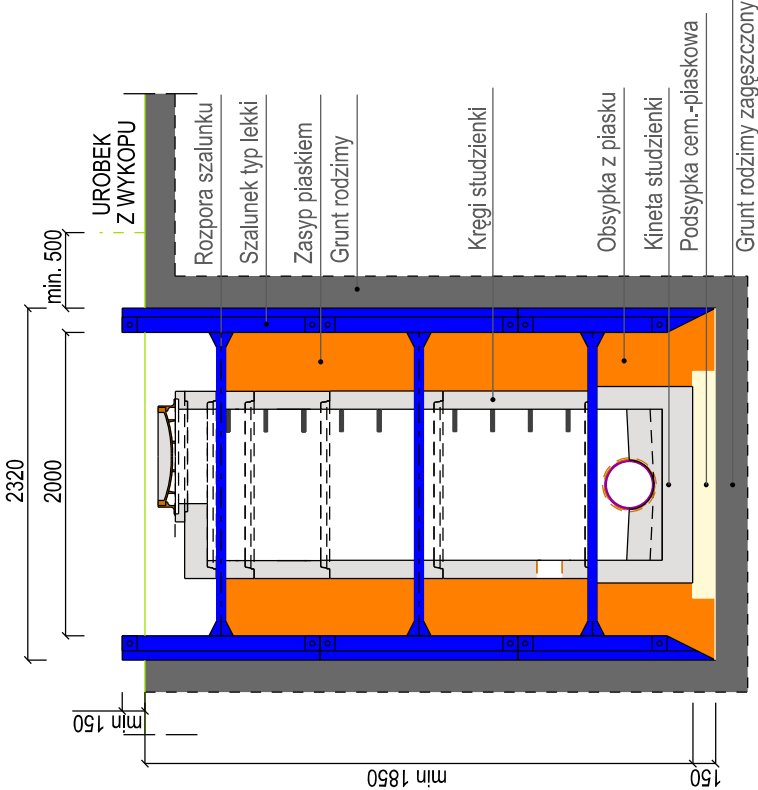 UROBEK
Z WYKOPU
min. 500
2320
2000
Rozpora szalunku
Szalunek typ lekki
Zasyp piaskiem
Grunt rodzimy
Kręgi studzienki
Obsypka z piasku
Kineta studzienki
Podsypka cem.-piaskowa
Grunt rodzimy zagęszczony
min 150
min 1850
150